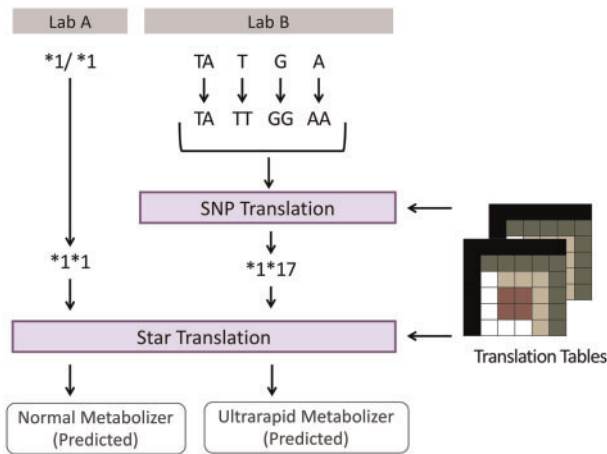 Lab A
Lab B
*1/ *1
TA T G A
TA TT GG AA
SNP Translation
*1*1
*1*17
Star Translation
Translation Tables
Normal Metabolizer
(Predicted)
Ultrarapid Metabolizer
(Predicted)